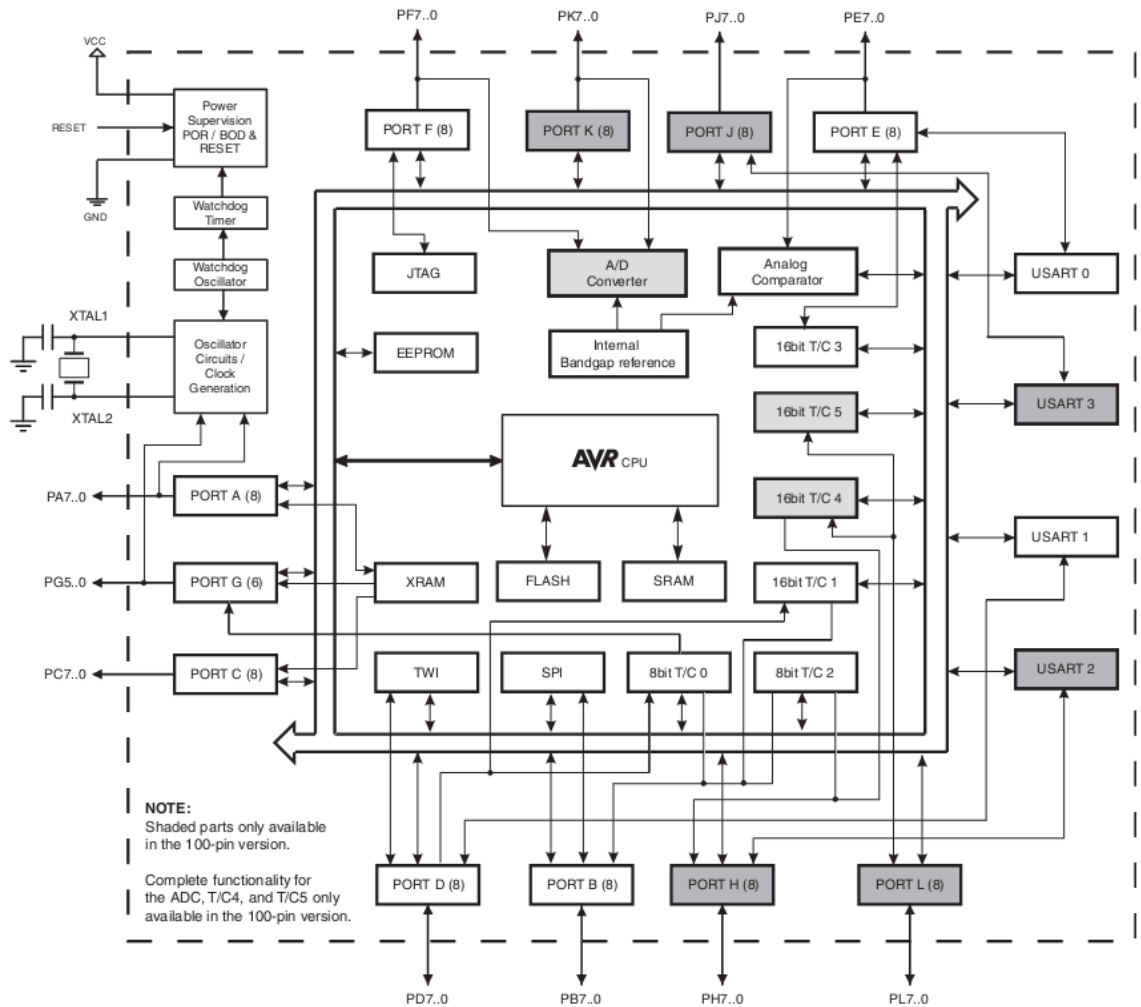 PF7..0
PK7..0
PJ7..0
PE7..0
VCC
RESET
GND
Power
Supervision
POR / BOD &
RESET
PORT F (8)
PORT K (8)
PORT J (8)
PORT E (8)
Watchdog
Timer
Watchdog
Oscillator
JTAG
A/D
Converter
Analog
Comparator
USART 0
XTAL1
Oscillator
Circuits /
Clock
Generation
XTAL2
EEPROM
Internal
Bandgap reference
16bit T/C 3
16bit T/C 5
USART 3
AVR CPU
PA7..0
PORT A (8)
16bit T/C 4
USART 1
PG5..0
PORT G (6)
XRAM
FLASH
SRAM
16bit T/C 1
PC7..0
PORT C (8)
TWI
SPI
8bit T/C 0
8bit T/C 2
USART 2
NOTE:
Shaded parts only available
in the 100-pin version.
Complete functionality for
the ADC, T/C4, and T/C5 only
available in the 100-pin version.
PORT D (8)
PORT B (8)
PORT H (8)
PORT L (8)
PD7..0
PB7..0
PH7..0
PL7..0